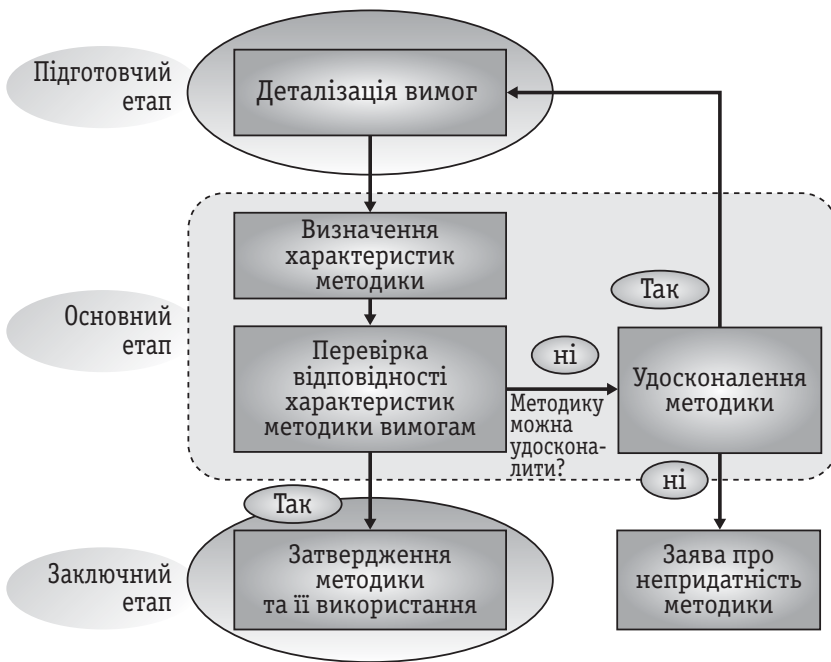 Підготовчий
етап
Деталізація вимог
Визначення
характеристик
методики
Так
Основний
етап
Перевірка
відповідності
характеристик
методики вимогам
ні
Методику
можна
удоскона-
лити?
Удосконалення
методики
ні
Так
Заключний
етап
Затвердження
методики
та її використання
Заява про
непридатність
методики